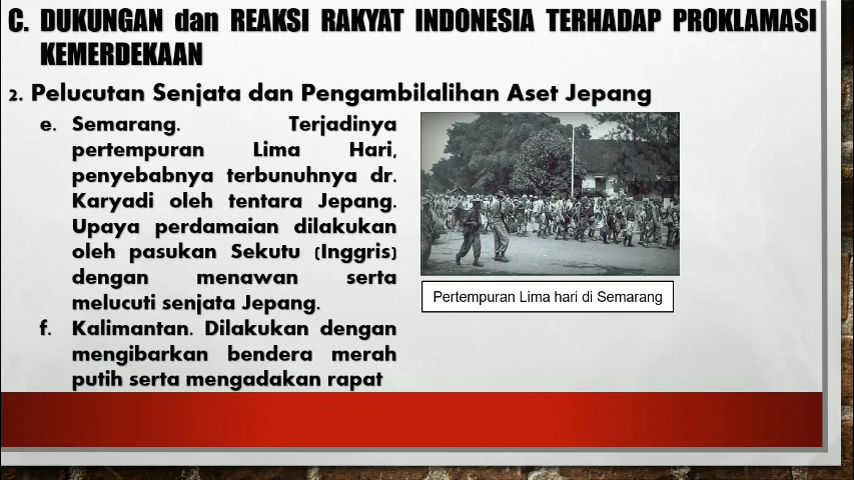 C. DUKUNGAN dan REAKSI RAKYAT INDONESIA TERHADAP PROKLAMASI
KEMERDEKAAN
2. Pelucutan Senjata dan Pengambilalihan Aset Jepang
e. Semarang. Terjadinya
pertempuran Lima Hari,
penyebabnya terbunuhnya dr.
Karyadi oleh tentara Jepang.
Upaya perdamaian dilakukan
oleh pasukan Sekutu (Inggris)
dengan menawan serta
melucuti senjata Jepang.
f. Kalimantan. Dilakukan dengan
mengibarkan bendera merah
putih serta mengadakan rapat
Pertempuran Lima hari di Semarang